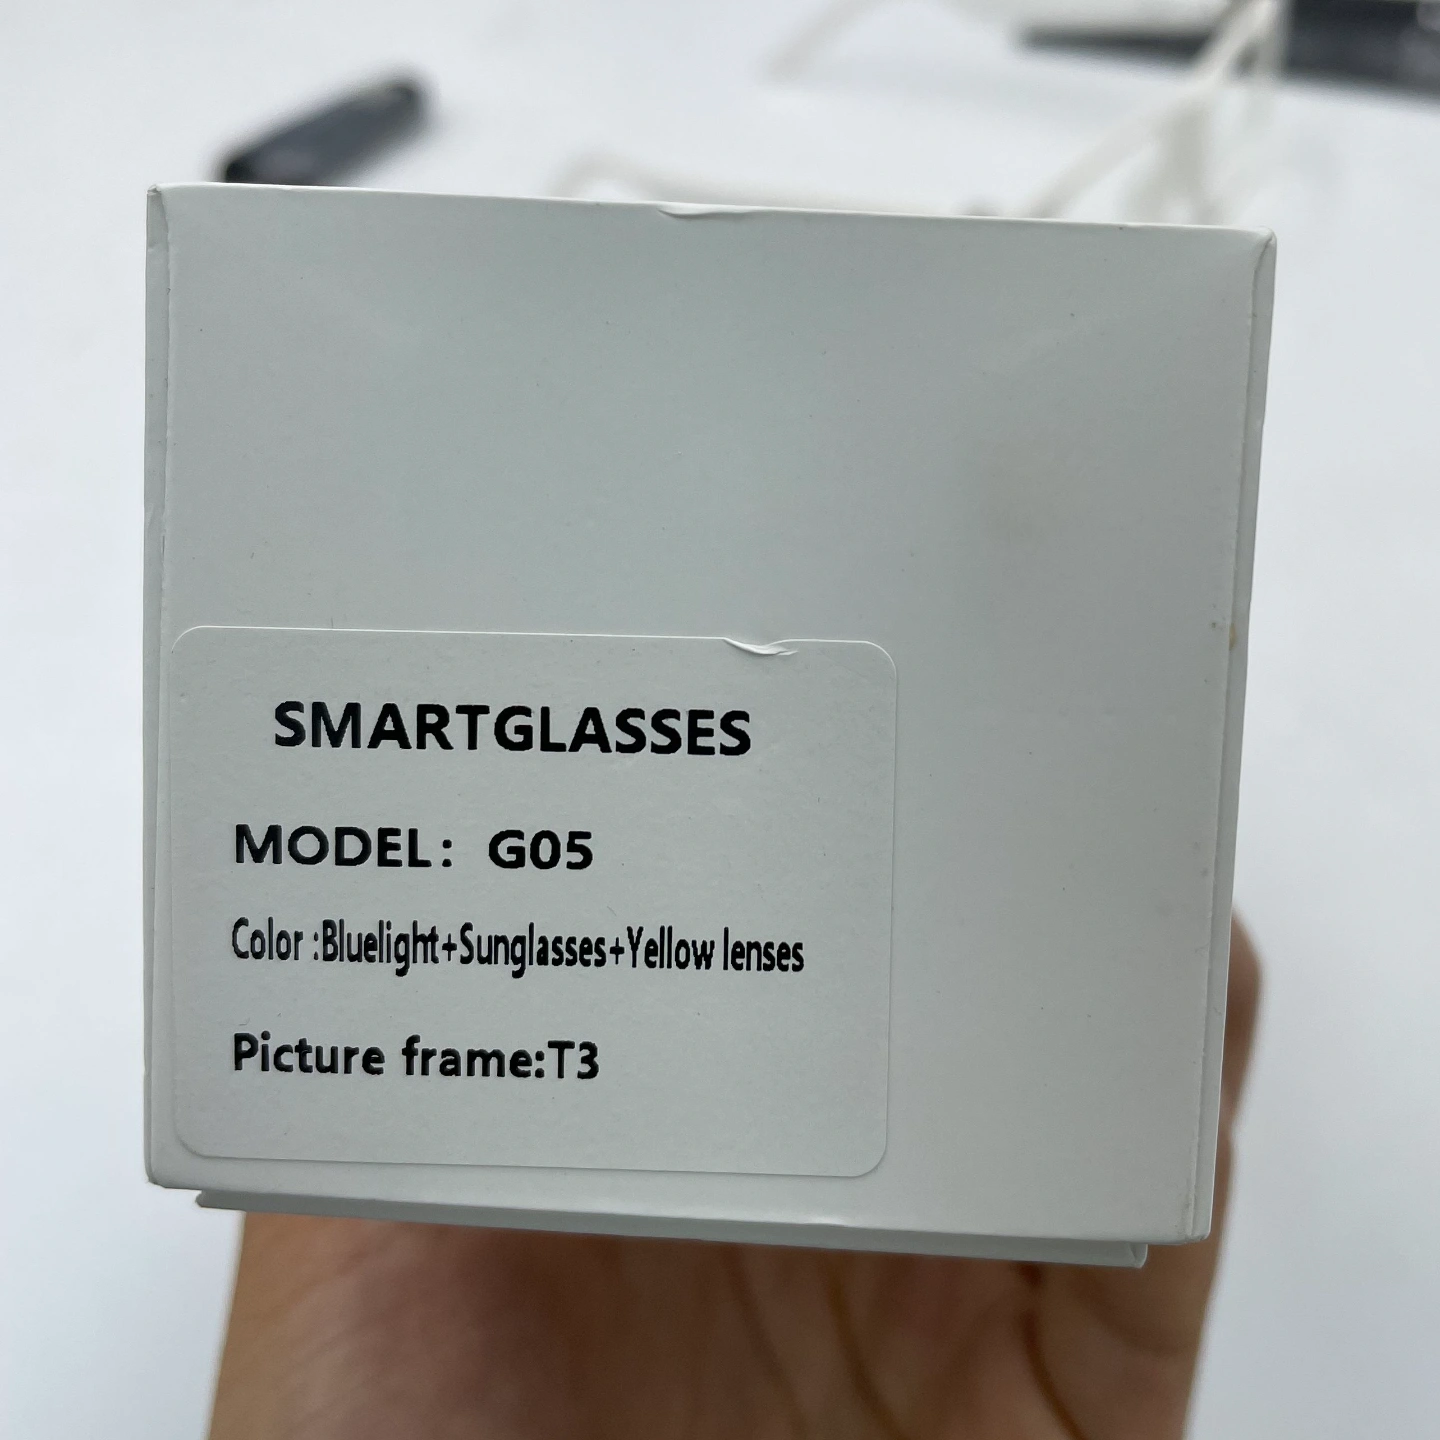 SMARTGLASSES
MODEL: G05
Color :Bluelight+Sunglasses+Yellow lenses
Picture frame:T3